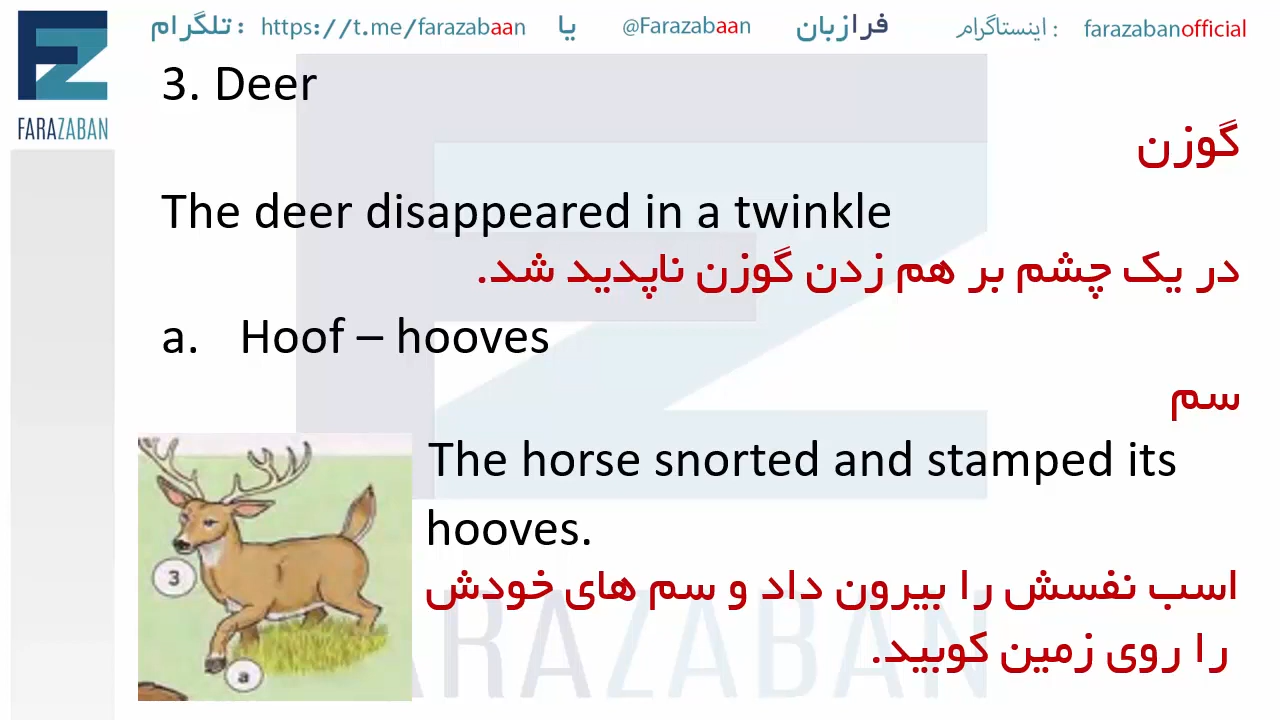 تلگرام : https://t.me/farazabaan یا @Farazabaan فرازبان اینستاگرام : farazabanofficial
FZ
FARAZABAN
3. Deer
گوزن
The deer disappeared in a twinkle
در یک چشم بر هم زدن گوزن ناپدید شد.
a. Hoof – hooves
سم
The horse snorted and stamped its
hooves.
اسب نفسش را بیرون داد و سم های خودش
را روی زمین کوبید.
3
a
FARAZABAN